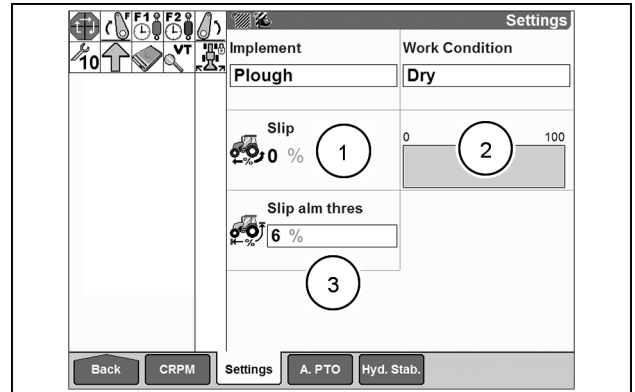 F F1 F2
Settings
10 VT
Implement
Work Condition
Plough
Dry
Slip
0 %
1
0 100
2
Slip alm thres
6 %
3
Back CRPM Settings A. PTO Hyd. Stab.